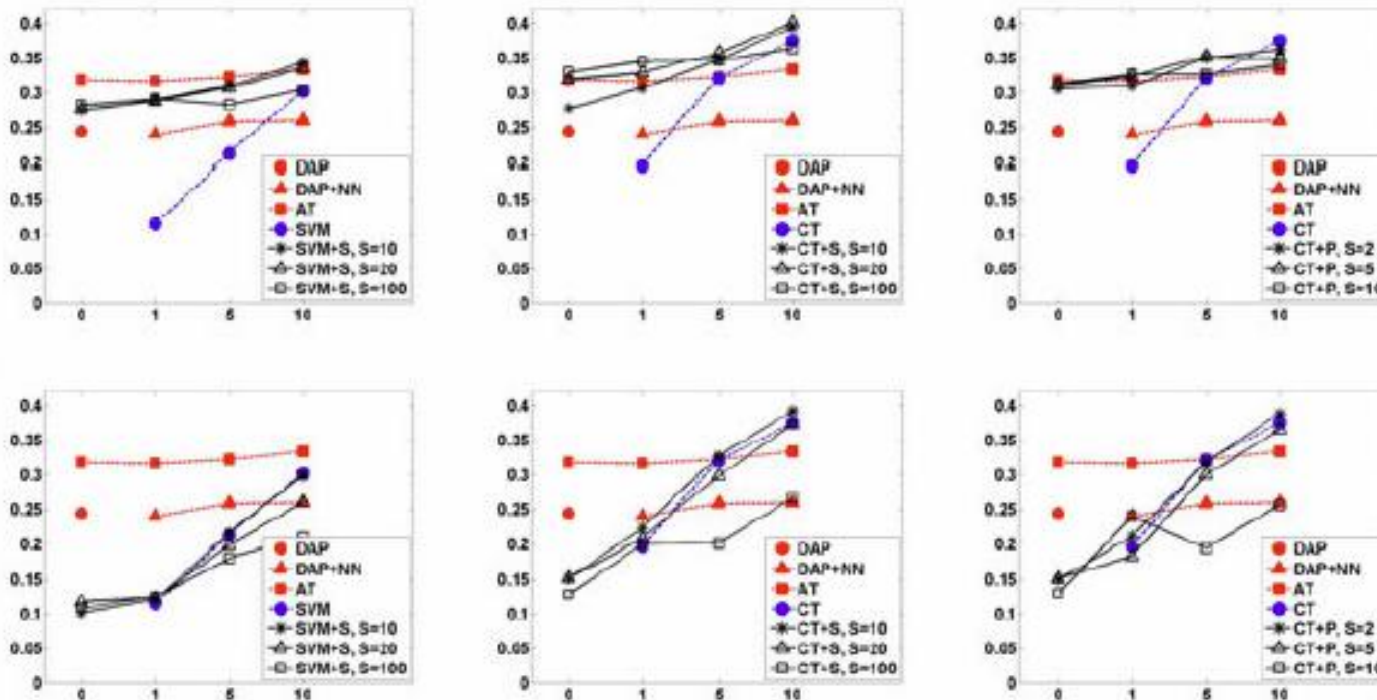 0.4 0.4 0.4
0.35 0.35 0.35
0.3 0.3 0.3
0.25 0.25 0.25
0.2 0.2 0.2
0.15 0.15 0.15
0.1 0.1 0.1
0.05 0.05 0.05
0 0 0
DAP
DAP+NN
AT
SVM
SVM+S, S=10
SVM+S, S=20
SVM+S, S=100
DAP
DAP+NN
AT
CT
CT+S, S=10
CT+S, S=20
CT+S, S=100
DAP
DAP+NN
AT
CT
CT+P, S=2
CT+P, S=5
CT+P, S=10
0 1 5 10 0 1 5 10 0 1 5 10
0.4 0.4 0.4
0.35 0.35 0.35
0.3 0.3 0.3
0.25 0.25 0.25
0.2 0.2 0.2
0.15 0.15 0.15
0.1 0.1 0.1
0.05 0.05 0.05
0 0 0
DAP
DAP+NN
AT
SVM
SVM+S, S=10
SVM+S, S=20
SVM+S, S=100
DAP
DAP+NN
AT
CT
CT+S, S=10
CT+S, S=20
CT+S, S=100
DAP
DAP+NN
AT
CT
CT+P, S=2
CT+P, S=5
CT+P, S=10
0 1 5 10 0 1 5 10 0 1 5 10